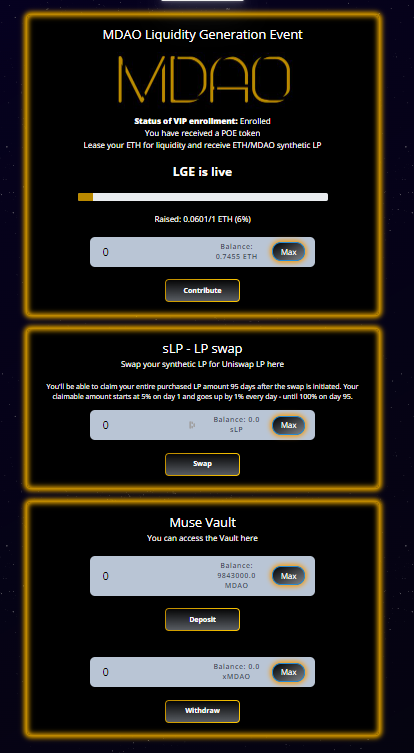 MDAO Liquidity Generation Event
MDAO
Status of VIP enrollment: Enrolled
You have received a POE token
Lease your ETH for liquidity and receive ETH/MDAO synthetic LP
LGE is live
Raised: 0.0601/1 ETH (6%)
0
Balance:
0.7455 ETH
Max
Contribute
sLP - LP swap
Swap your synthetic LP for Uniswap LP here
You'll be able to claim your entire purchased LP amount 95 days after the swap is initiated. Your
claimable amount starts at 5% on day 1 and goes up by 1% every day - until 100% on day 95.
0
Balance: 0.0
sLP
Max
Swap
Muse Vault
You can access the Vault here
0
Balance:
9843000.0
MDAO
Max
Deposit
0
Balance: 0.0
xMDAO
Max
Withdraw